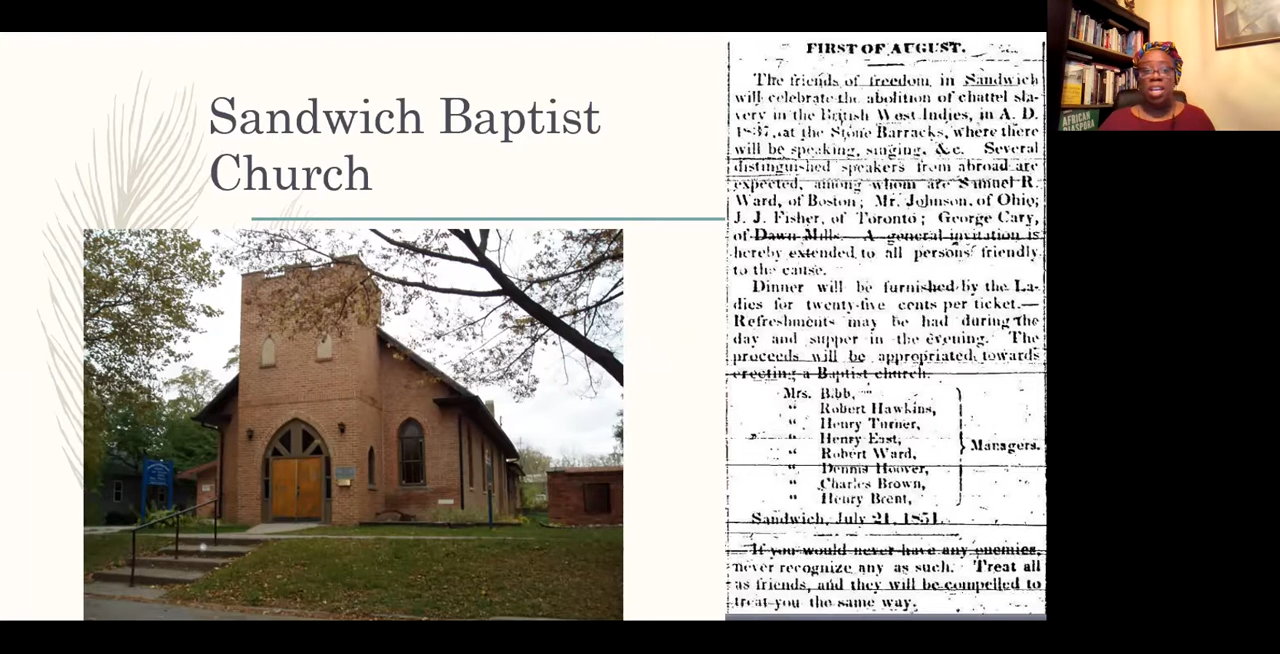 Sandwich Baptist
Church
FIRST OF AUGUST.
The friends of freedom in Sandwich
will celebrate the abolition of chattel sla-
very in the British West Indies, in A. D.
1837, at the Stone Barracks, where there
will be speaking, singing, &c. Several
distinguished speakers from abroad are
expected, among whom are Samuel R.
Ward, of Boston; Mr. Johnson, of Ohio;
J. J. Fisher, of Toronto; George Cary,
of Dawn Mills. A general invitation is
hereby extended to all persons friendly
to the cause.
Dinner will be furnished by the La-
dies for twenty-five cents per ticket.—
Refreshments may be had during the
day and supper in the evening. The
proceeds will be appropriated towards
erecting a Baptist church.
Mrs. Bibb,
“ Robert Hawkins,
“ Henry Turner,
“ Henry East,
“ Robert Ward,
“ Dennis Hoover,
“ Charles Brown,
“ Henry Brent,
Managers.
Sandwich, July 21, 1851.
If you would never have any enemies,
never recognize any as such. Treat all
as friends, and they will be compelled to
treat you the same way.
AFRICAN
DIASPORA